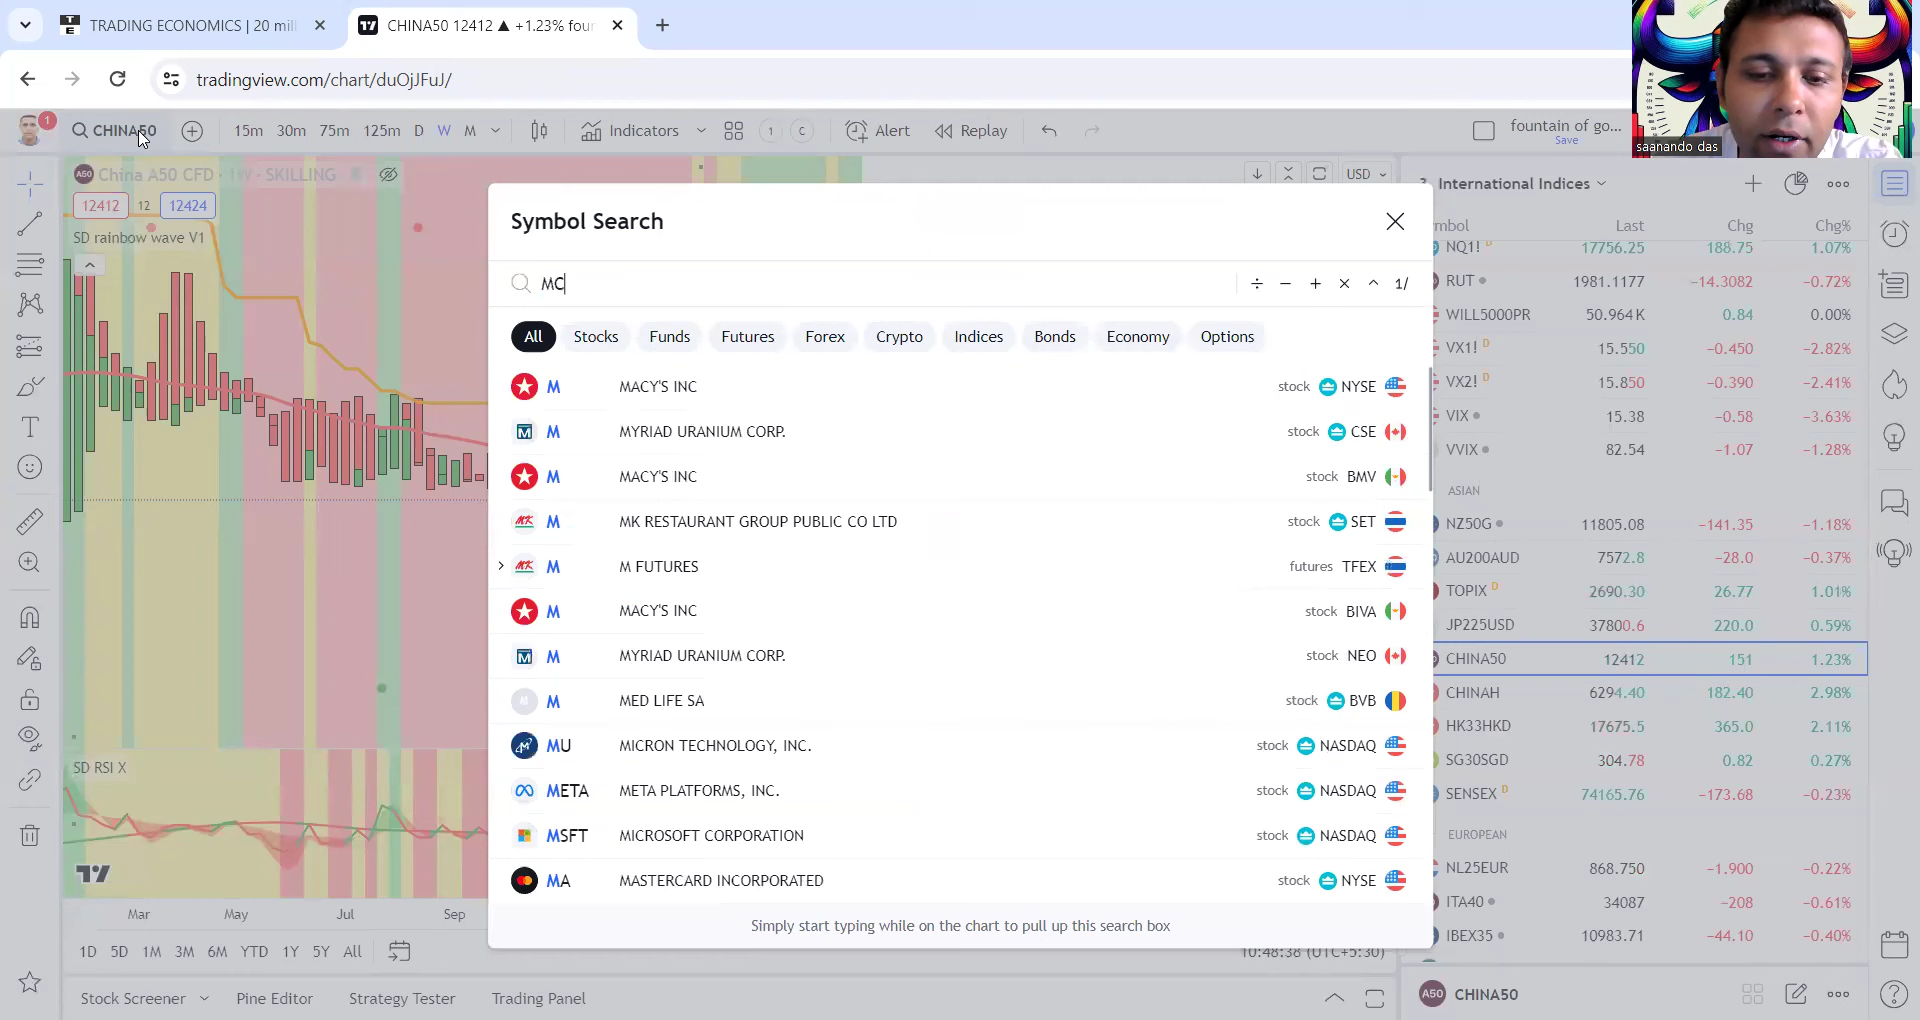 TRADING ECONOMICS | 20 mil
CHINA50 12412 ▲ +1.23% four
tradingview.com/chart/duOjJFuJ/
1
CHINA50
15m 30m 75m 125m D W M
Indicators
1
C
Alert
Replay
fountain of go...
Save
saanando das
A50 China A50 CFD · 1W · SKILLING
USD
12412 12 12424
SD rainbow wave V1
Symbol Search
MC
÷ − + × ^ 1/
All Stocks Funds Futures Forex Crypto Indices Bonds Economy Options
M MACY'S INC stock NYSE
M MYRIAD URANIUM CORP. stock CSE
M MACY'S INC stock BMV
MK M MK RESTAURANT GROUP PUBLIC CO LTD stock SET
MK M M FUTURES futures TFEX
M MACY'S INC stock BIVA
M MYRIAD URANIUM CORP. stock NEO
M M MED LIFE SA stock BVB
MU MICRON TECHNOLOGY, INC. stock NASDAQ
META META PLATFORMS, INC. stock NASDAQ
MSFT MICROSOFT CORPORATION stock NASDAQ
MA MASTERCARD INCORPORATED stock NYSE
Simply start typing while on the chart to pull up this search box
SD RSI X
Mar May Jul Sep
1D 5D 1M 3M 6M YTD 1Y 5Y All
10:48:38 (UTC+5:30)
Stock Screener Pine Editor Strategy Tester Trading Panel
International Indices
mbol Last Chg Chg%
NQ1! D 17756.25 188.75 1.07%
RUT 1981.1177 −14.3082 −0.72%
WILL5000PR 50.964K 0.84 0.00%
VX1! D 15.550 −0.450 −2.82%
VX2! D 15.850 −0.390 −2.41%
VIX 15.38 −0.58 −3.63%
VVIX 82.54 −1.07 −1.28%
ASIAN
NZ50G 11805.08 −141.35 −1.18%
AU200AUD 7572.8 −28.0 −0.37%
TOPIX D 2690.30 26.77 1.01%
JP225USD 37800.6 220.0 0.59%
CHINA50 12412 151 1.23%
CHINAH 6294.40 182.40 2.98%
HK33HKD 17675.5 365.0 2.11%
SG30SGD 304.78 0.82 0.27%
SENSEX D 74165.76 −173.68 −0.23%
EUROPEAN
NL25EUR 868.750 −1.900 −0.22%
ITA40 34087 −208 −0.61%
IBEX35 10983.71 −44.10 −0.40%
A50 CHINA50